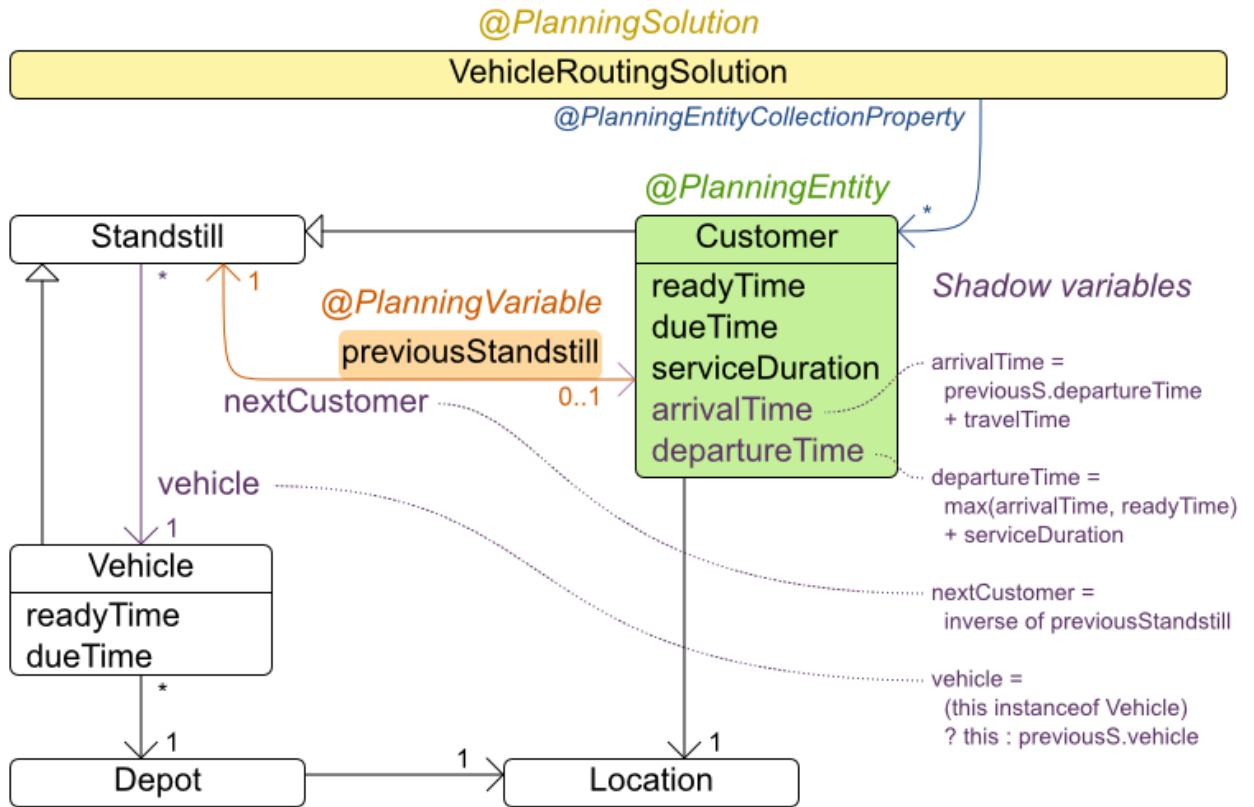 @PlanningSolution
VehicleRoutingSolution
@PlanningEntityCollectionProperty
@PlanningEntity
*
Standstill
Customer
*
1
readyTime
dueTime
serviceDuration
arrivalTime
departureTime
Shadow variables
@PlanningVariable
previousStandstill
0..1
nextCustomer
arrivalTime =
previousS.departureTime
+ travelTime
vehicle
1
departureTime =
max(arrivalTime, readyTime)
+ serviceDuration
Vehicle
readyTime
dueTime
nextCustomer =
inverse of previousStandstill
vehicle =
(this instanceof Vehicle)
? this : previousS.vehicle
*
1
1
1
Depot
Location